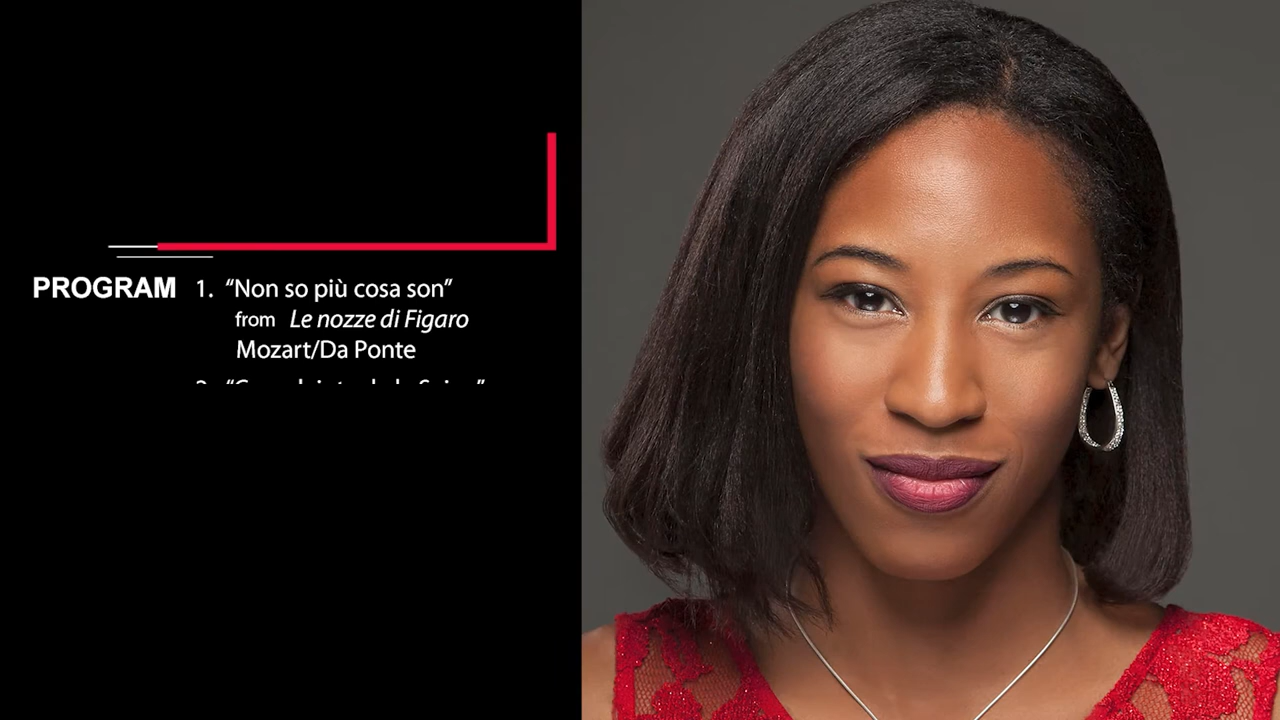 PROGRAM 1. “Non so più cosa son”
from Le nozze di Figaro
Mozart/Da Ponte